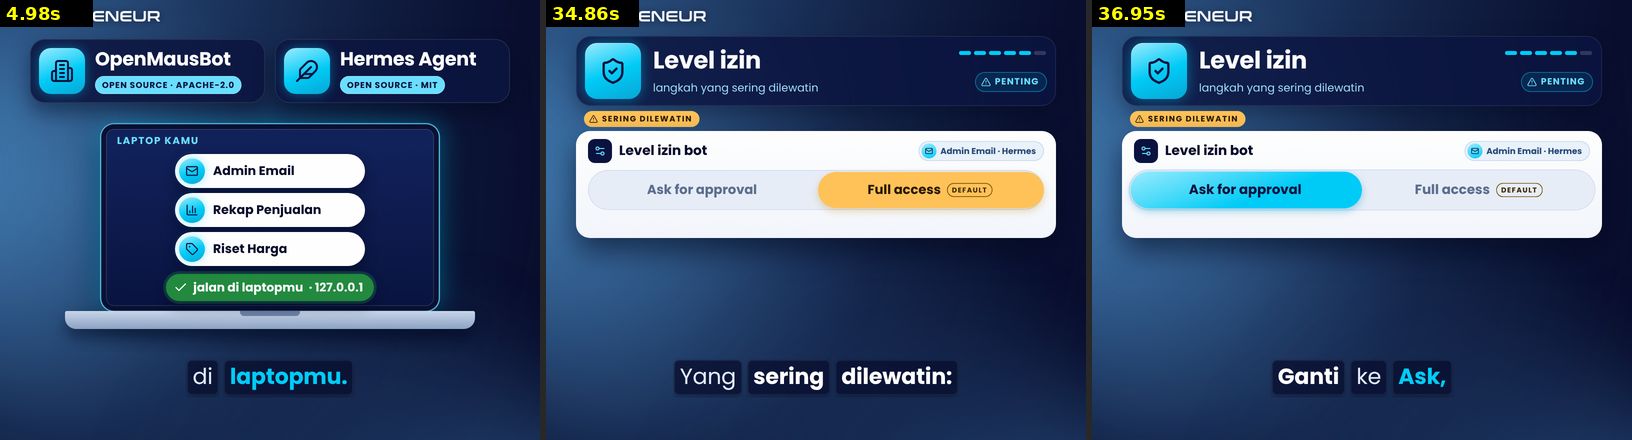 4.98s
ENEUR
OpenMausBot
OPEN SOURCE · APACHE-2.0
Hermes Agent
OPEN SOURCE · MIT
LAPTOP KAMU
Admin Email
Rekap Penjualan
Riset Harga
jalan di laptopmu · 127.0.0.1
di laptopmu.
34.86s
ENEUR
Level izin
langkah yang sering dilewatin
PENTING
SERING DILEWATIN
Level izin bot
Admin Email · Hermes
Ask for approval
Full access DEFAULT
Yang sering dilewatin:
36.95s
ENEUR
Level izin
langkah yang sering dilewatin
PENTING
SERING DILEWATIN
Level izin bot
Admin Email · Hermes
Ask for approval
Full access DEFAULT
Ganti ke Ask,